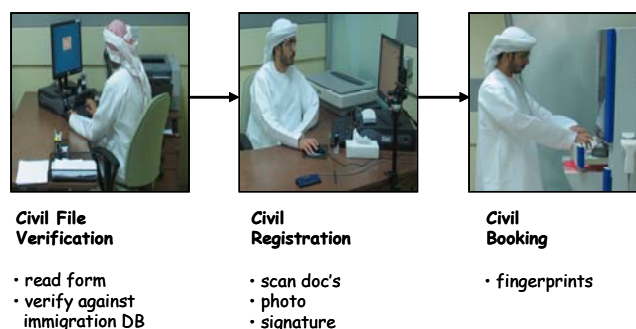 Civil File
Verification
• read form
• verify against
immigration DB
Civil
Registration
• scan doc's
• photo
• signature
Civil
Booking
• fingerprints